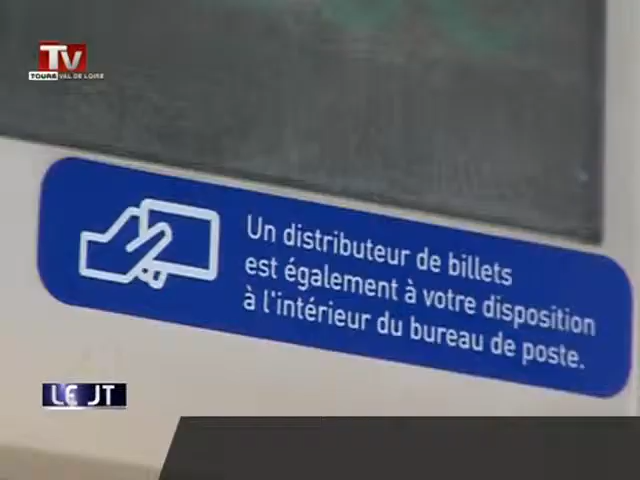 TV
TOURS VAL DE LOIRE
Un distributeur de billets
est également à votre disposition
à l'intérieur du bureau de poste.
LE JT